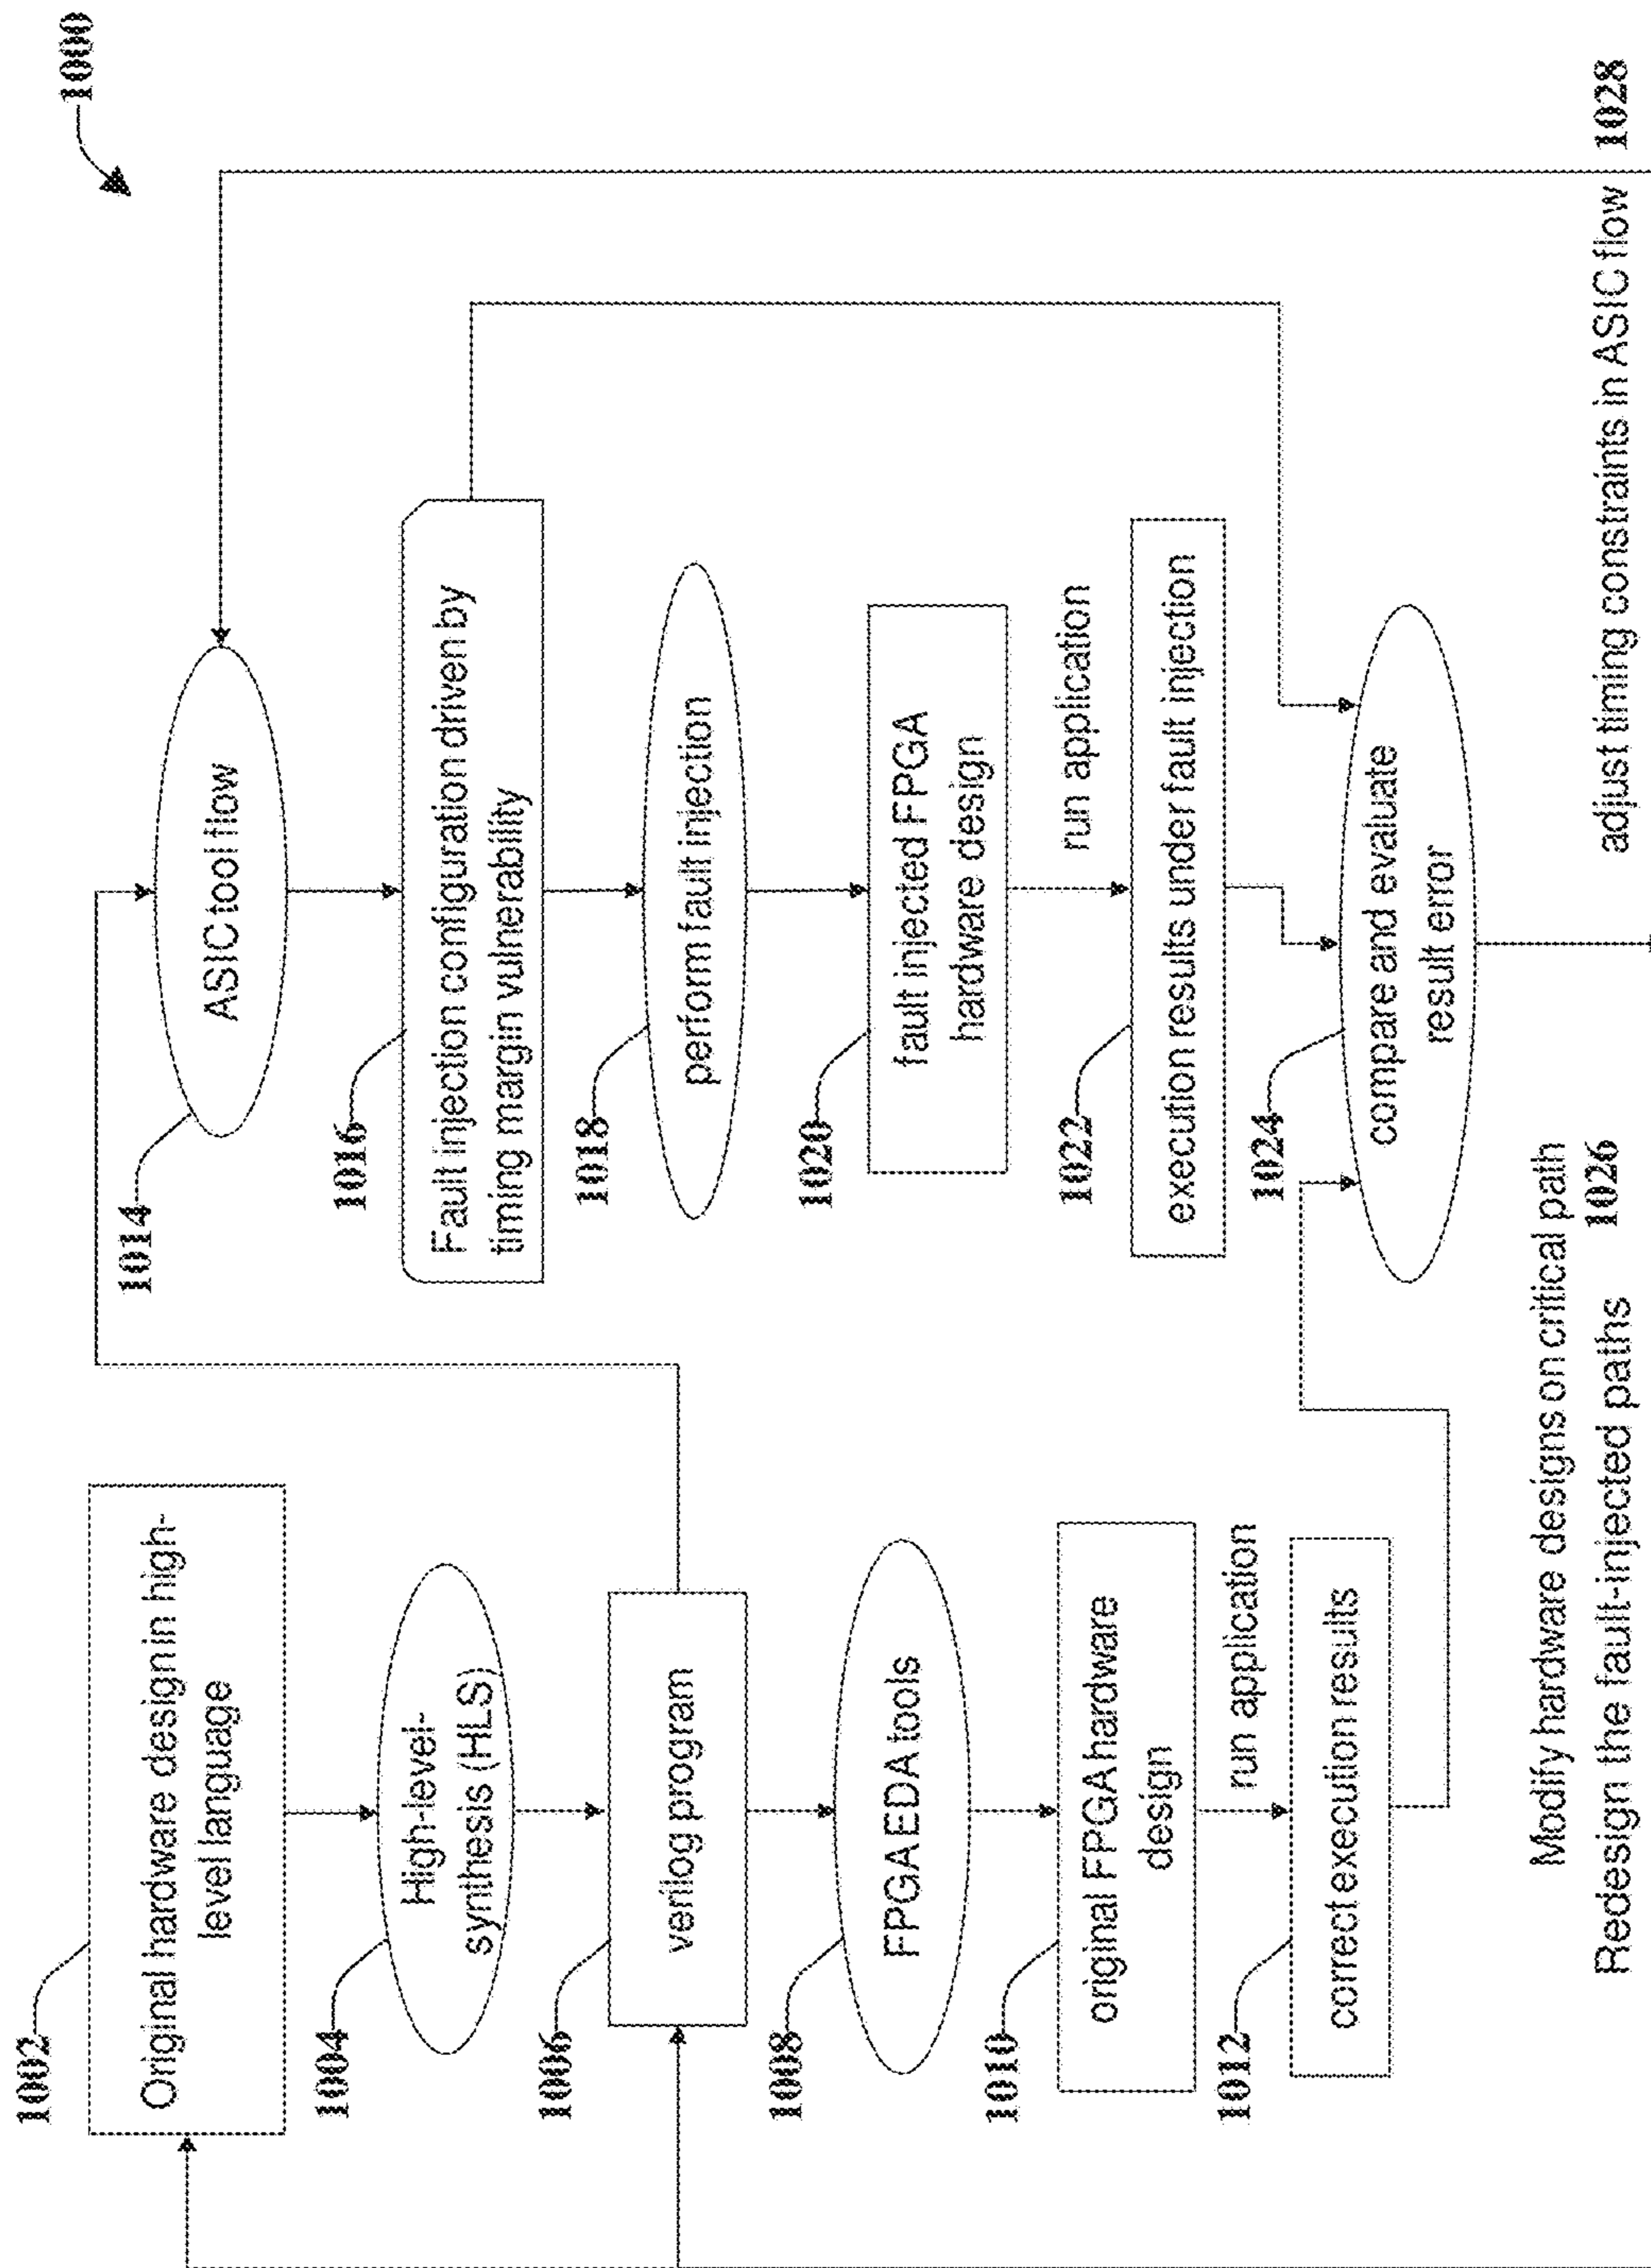 1000
1002
Original hardware design in high-
level language
1004
High-level-
synthesis (HLS)
1006
verilog program
1008
FPGA EDA tools
1010
original FPGA hardware
design
run application
1012
correct execution results
1014
ASIC tool flow
1016
Fault injection configuration driven by
timing margin vulnerability
1018
perform fault injection
1020
fault injected FPGA
hardware design
run application
1022
execution results under fault injection
1024
compare and evaluate
result error
Modify hardware designs on critical path
Redesign the fault-injected paths 1026
adjust timing constraints in ASIC flow 1028